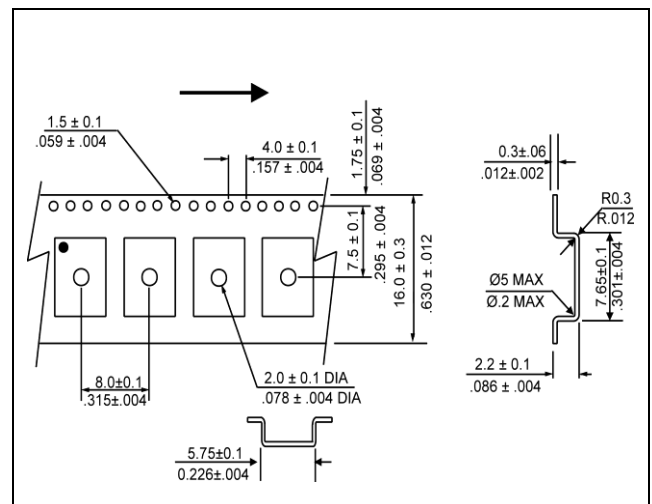 1.5 ± 0.1
.059 ± .004
4.0 ± 0.1
.157 ± .004
1.75 ± 0.1
.069 ± .004
0.3±.06
.012±.002
R0.3
R.012
7.5 ± 0.1
.295 ± .004
16.0 ± 0.3
.630 ± .012
Ø5 MAX
Ø.2 MAX
7.65±0.1
.301±.004
8.0±0.1
.315±.004
2.0 ± 0.1 DIA
.078 ± .004 DIA
2.2 ± 0.1
.086 ± .004
5.75±0.1
0.226±.004